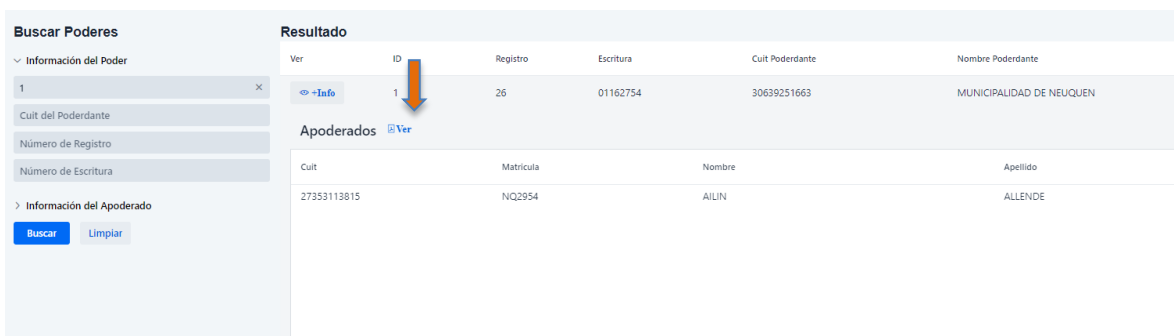 Buscar Poderes
Información del Poder
1
Cuit del Poderdante
Número de Registro
Número de Escritura
Información del Apoderado
Buscar Limpiar
Resultado
Ver ID Registro Escritura Cuit Poderdante Nombre Poderdante
+Info 1 26 01162754 30639251663 MUNICIPALIDAD DE NEUQUEN
Apoderados Ver
Cuit Matrícula Nombre Apellido
27353113815 NQ2954 AILIN ALLENDE